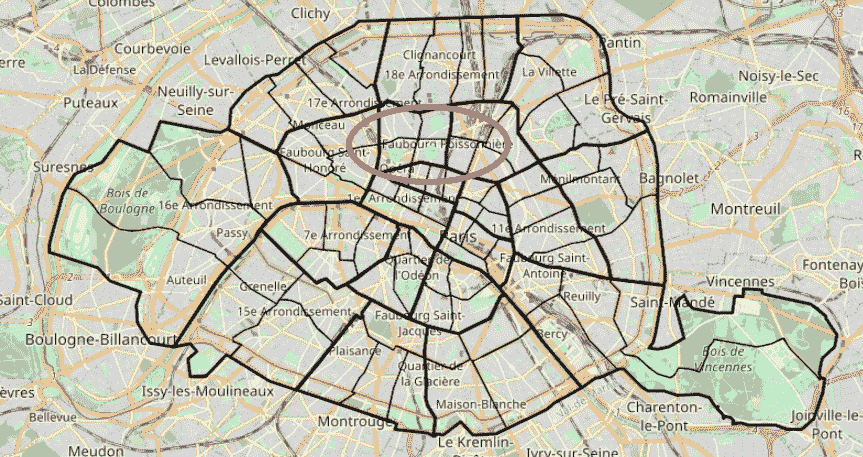 Colombes
Clichy
Courbevoie
La Défense
Levallois-Perret
Clignancourt
18e Arrondissement
Pantin
La Villette
Noisy-le-Sec
Puteaux
Neuilly-sur-
Seine
17e Arrondissement
Monceau
Le Pré-Saint-
Gervais
Romainville
Suresnes
Faubourg Saint-
Honoré
Faubourg Poissonnière
Opéra
Ménilmontant
Bagnolet
Bois de
Boulogne
16e Arrondissement
1er Arrondissement
Montreuil
Passy
7e Arrondissement
Paris
11e Arrondissement
Quartier de
l'Odéon
Faubourg Saint-
Antoine
Fontenay
Auteuil
Grenelle
Reuilly
Vincennes
Saint-Cloud
Saint-Mandé
15e Arrondissement
Faubourg Saint-
Jacques
Boulogne-Billancourt
Bercy
Plaisance
Bois de
Vincennes
Quartier de
la Glacière
Issy-les-Moulineaux
Maison-Blanche
Charenton-
le-Pont
Joinville-le-
Pont
Bellevue
Montrouge
Le Kremlin-
Meudon
Ivry-sur-Seine